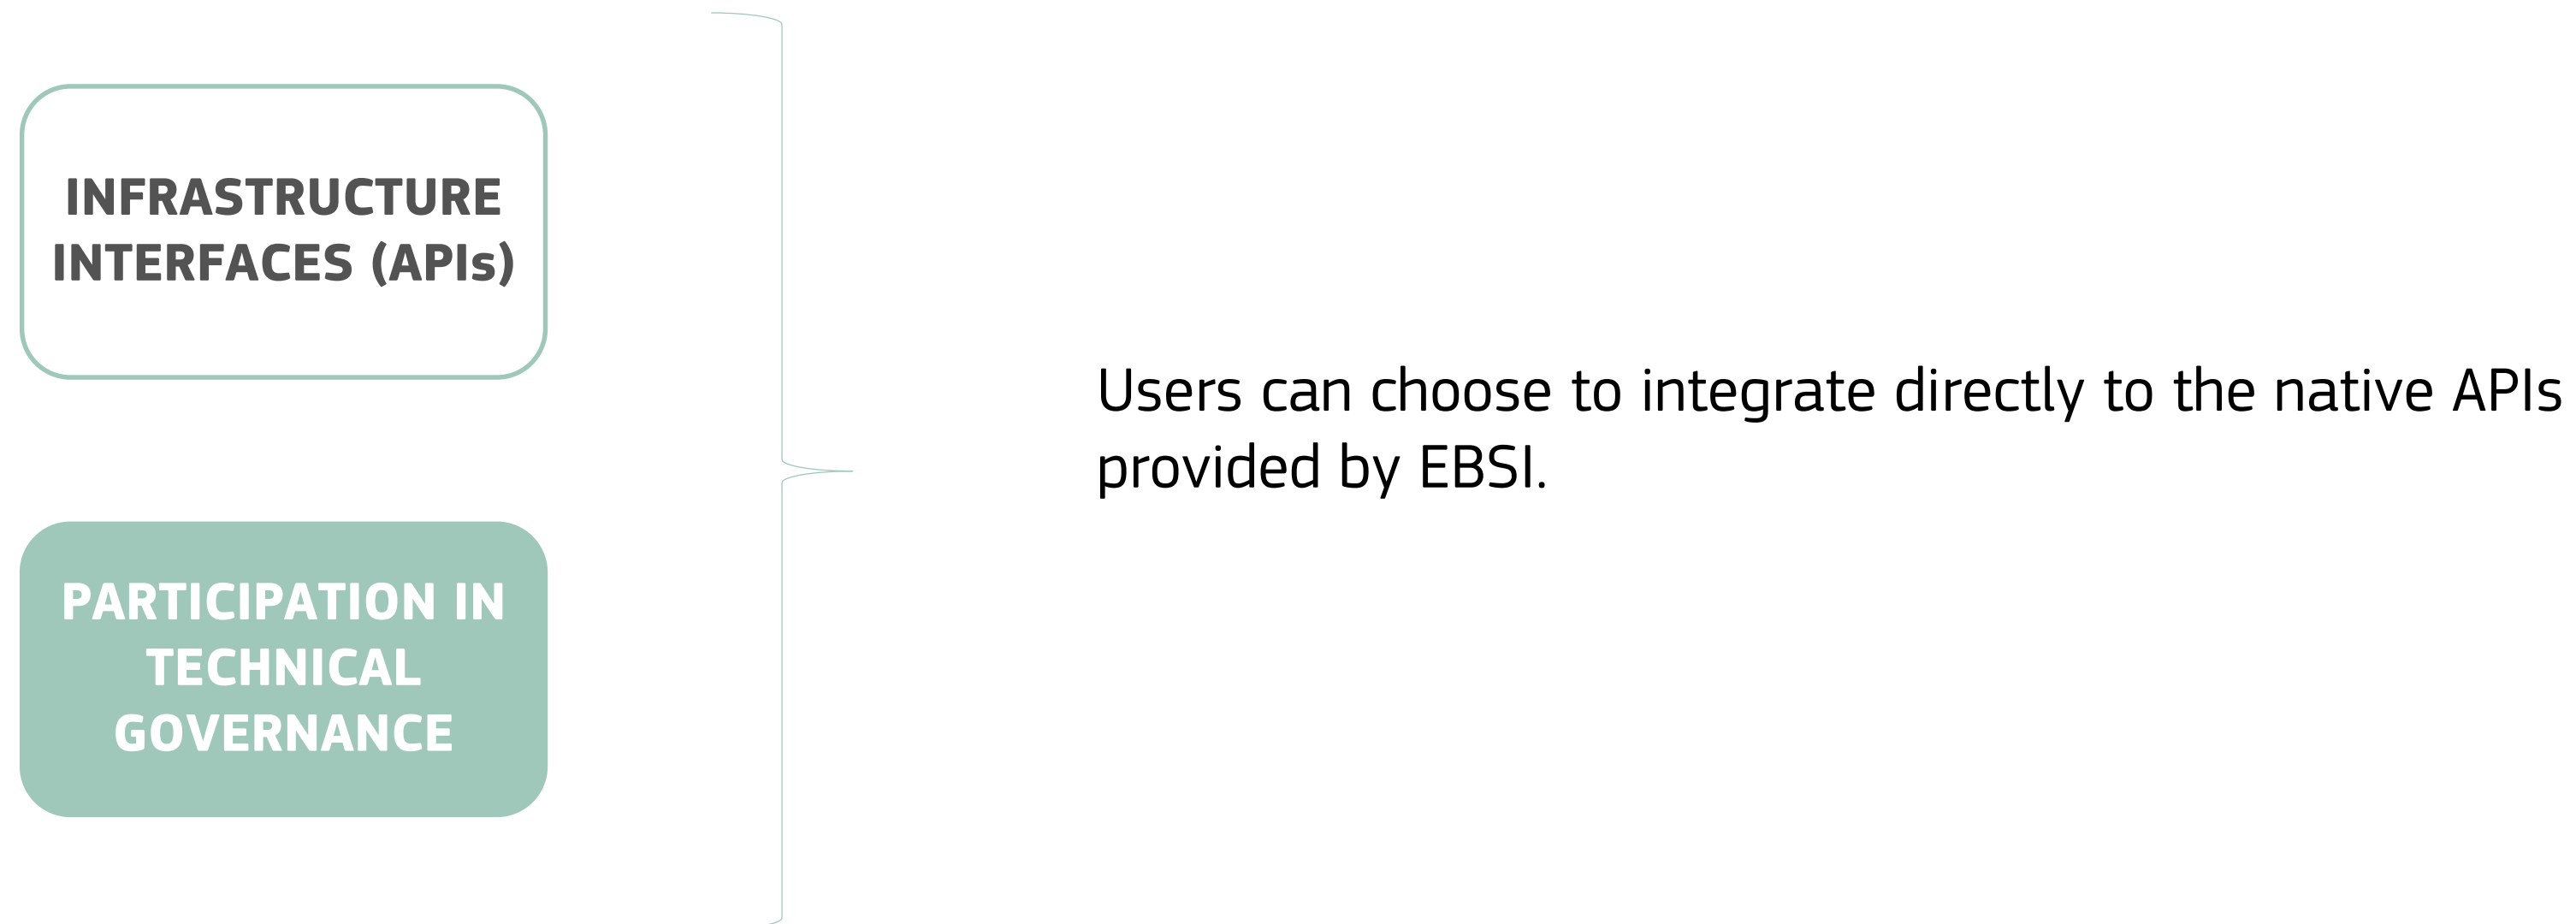 INFRASTRUCTURE
INTERFACES (APIs)
Users can choose to integrate directly to the native APIs
provided by EBSI.
PARTICIPATION IN
TECHNICAL
GOVERNANCE